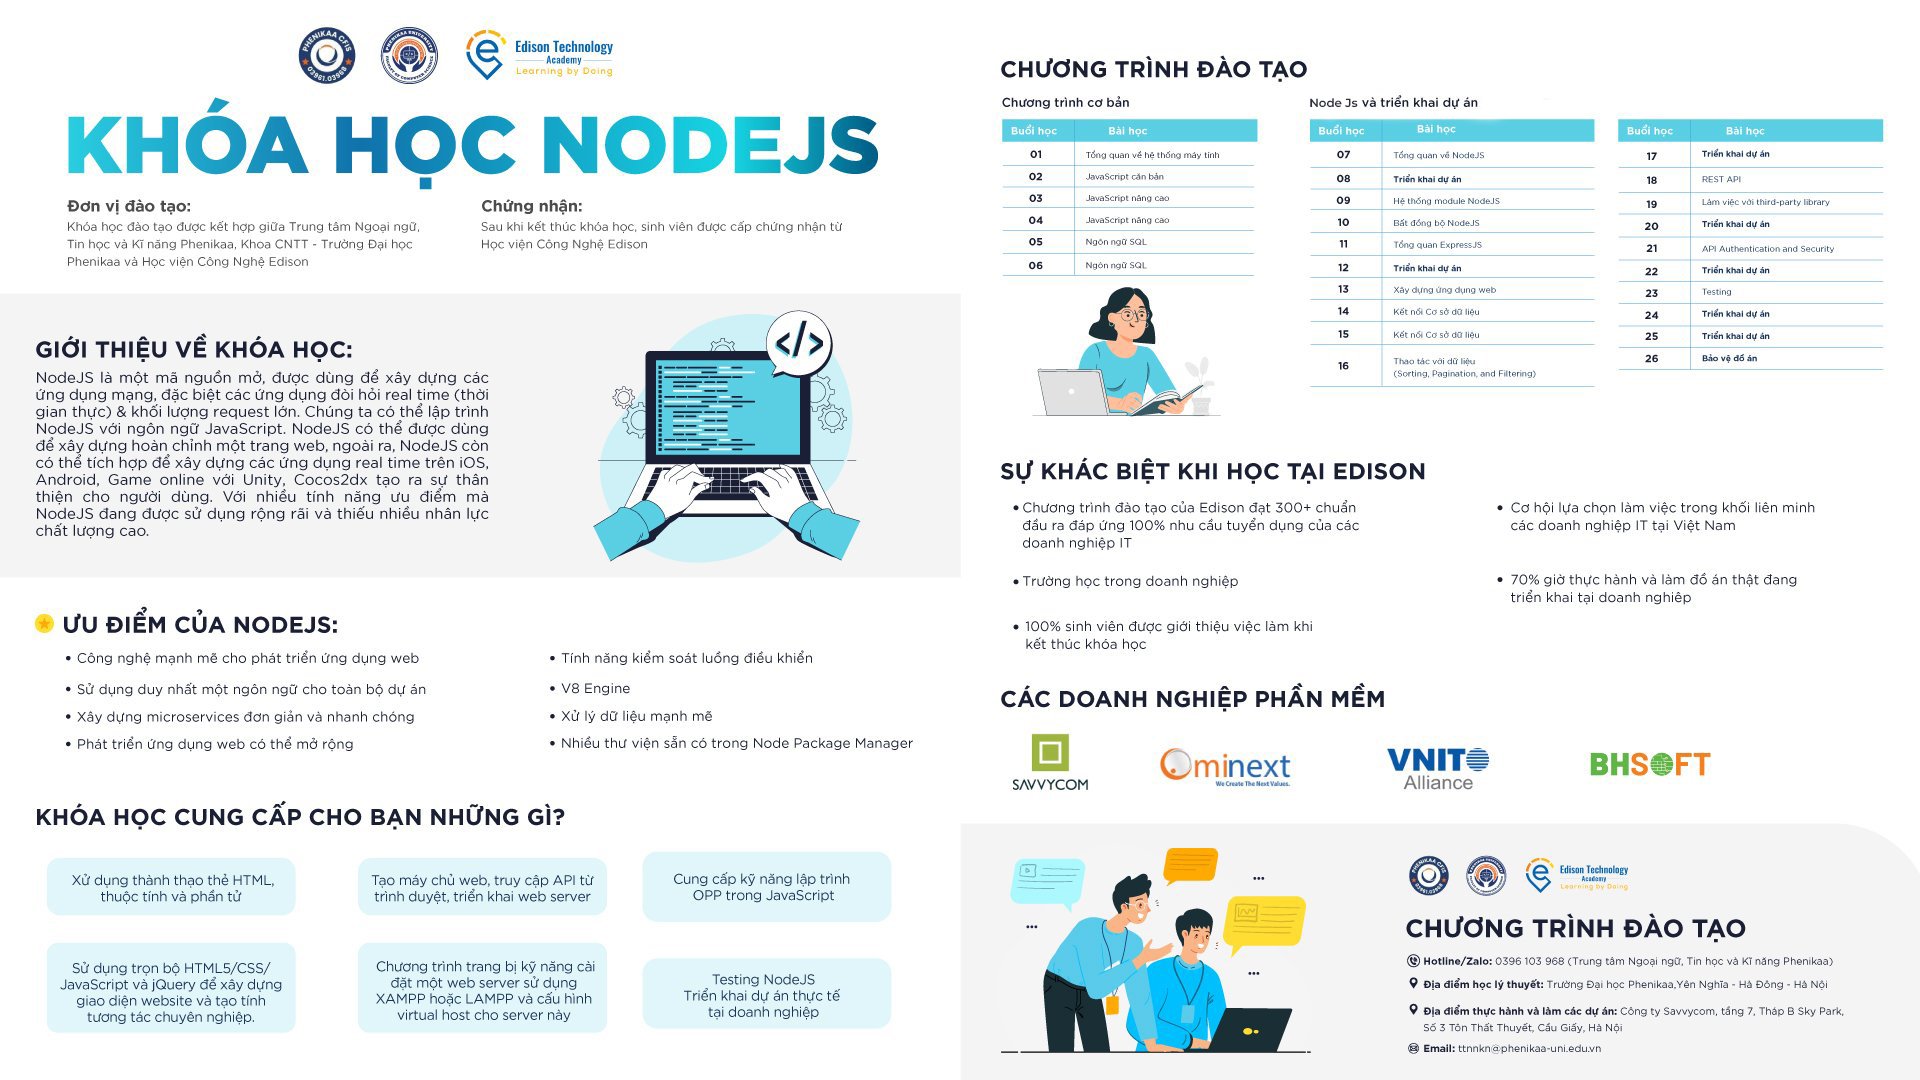 PHENIKAA CFIS
03961.03968
PHENIKAA UNIVERSITY
FACULTY OF COMPUTER SCIENCE
Edison Technology
Academy
Learning by Doing
KHÓA HỌC NODEJS
Đơn vị đào tạo:
Khóa học đào tạo được kết hợp giữa Trung tâm Ngoại ngữ,
Tin học và Kĩ năng Phenikaa, Khoa CNTT - Trường Đại học
Phenikaa và Học viện Công Nghệ Edison
Chứng nhận:
Sau khi kết thúc khóa học, sinh viên được cấp chứng nhận từ
Học viện Công Nghệ Edison
GIỚI THIỆU VỀ KHÓA HỌC:
NodeJS là một mã nguồn mở, được dùng để xây dựng các
ứng dụng mạng, đặc biệt các ứng dụng đòi hỏi real time (thời
gian thực) & khối lượng request lớn. Chúng ta có thể lập trình
NodeJS với ngôn ngữ JavaScript. NodeJS có thể được dùng
để xây dựng hoàn chỉnh một trang web, ngoài ra, NodeJS còn
có thể tích hợp để xây dựng các ứng dụng real time trên iOS,
Android, Game online với Unity, Cocos2dx tạo ra sự thân
thiện cho người dùng. Với nhiều tính năng ưu điểm mà
NodeJS đang được sử dụng rộng rãi và thiếu nhiều nhân lực
chất lượng cao.
</>
ƯU ĐIỂM CỦA NODEJS:
• Công nghệ mạnh mẽ cho phát triển ứng dụng web
• Sử dụng duy nhất một ngôn ngữ cho toàn bộ dự án
• Xây dựng microservices đơn giản và nhanh chóng
• Phát triển ứng dụng web có thể mở rộng
• Tính năng kiểm soát luồng điều khiển
• V8 Engine
• Xử lý dữ liệu mạnh mẽ
• Nhiều thư viện sẵn có trong Node Package Manager
KHÓA HỌC CUNG CẤP CHO BẠN NHỮNG GÌ?
Xử dụng thành thạo thẻ HTML,
thuộc tính và phần tử
Tạo máy chủ web, truy cập API từ
trình duyệt, triển khai web server
Cung cấp kỹ năng lập trình
OPP trong JavaScript
Sử dụng trọn bộ HTML5/CSS/
JavaScript và jQuery để xây dựng
giao diện website và tạo tính
tương tác chuyên nghiệp.
Chương trình trang bị kỹ năng cài
đặt một web server sử dụng
XAMPP hoặc LAMPP và cấu hình
virtual host cho server này
Testing NodeJS
Triển khai dự án thực tế
tại doanh nghiệp
CHƯƠNG TRÌNH ĐÀO TẠO
Chương trình cơ bản
Buổi học Bài học
01 Tổng quan về hệ thống máy tính
02 JavaScript căn bản
03 JavaScript nâng cao
04 JavaScript nâng cao
05 Ngôn ngữ SQL
06 Ngôn ngữ SQL
Node Js và triển khai dự án
Buổi học Bài học
07 Tổng quan về NodeJS
08 Triển khai dự án
09 Hệ thống module NodeJS
10 Bất đồng bộ NodeJS
11 Tổng quan ExpressJS
12 Triển khai dự án
13 Xây dựng ứng dụng web
14 Kết nối Cơ sở dữ liệu
15 Kết nối Cơ sở dữ liệu
16 Thao tác với dữ liệu
(Sorting, Pagination, and Filtering)
Buổi học Bài học
17 Triển khai dự án
18 REST API
19 Làm việc với third-party library
20 Triển khai dự án
21 API Authentication and Security
22 Triển khai dự án
23 Testing
24 Triển khai dự án
25 Triển khai dự án
26 Bảo vệ đồ án
SỰ KHÁC BIỆT KHI HỌC TẠI EDISON
• Chương trình đào tạo của Edison đạt 300+ chuẩn
đầu ra đáp ứng 100% nhu cầu tuyển dụng của các
doanh nghiệp IT
• Trường học trong doanh nghiệp
• 100% sinh viên được giới thiệu việc làm khi
kết thúc khóa học
• Cơ hội lựa chọn làm việc trong khối liên minh
các doanh nghiệp IT tại Việt Nam
• 70% giờ thực hành và làm đồ án thật đang
triển khai tại doanh nghiêp
CÁC DOANH NGHIỆP PHẦN MỀM
SAVVYCOM
Ominext
We Create The Next Values.
VNITO
Alliance
BHSOFT
PHENIKAA CFIS
03961.03968
Edison Technology
Academy
Learning by Doing
CHƯƠNG TRÌNH ĐÀO TẠO
Hotline/Zalo: 0396 103 968 (Trung tâm Ngoại ngữ, Tin học và Kĩ năng Phenikaa)
Địa điểm học lý thuyết: Trường Đại học Phenikaa,Yên Nghĩa - Hà Đông - Hà Nội
Địa điểm thực hành và làm các dự án: Công ty Savvycom, tầng 7, Tháp B Sky Park,
Số 3 Tôn Thất Thuyết, Cầu Giấy, Hà Nội
Email: ttnnkn@phenikaa-uni.edu.vn